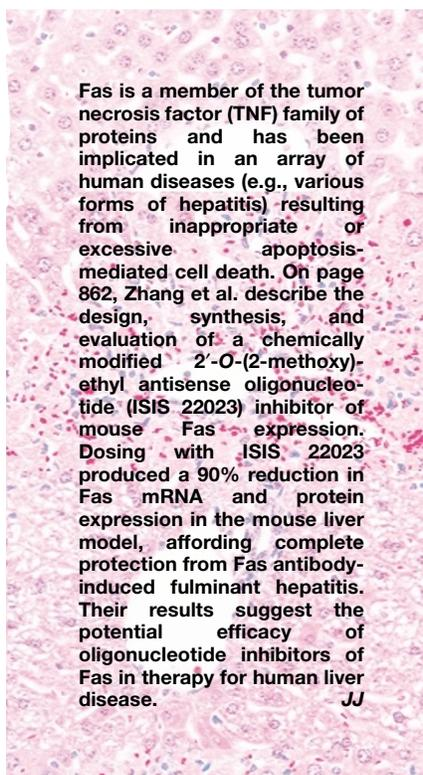 Fas is a member of the tumor
necrosis factor (TNF) family of
proteins and has been
implicated in an array of
human diseases (e.g., various
forms of hepatitis) resulting
from inappropriate or
excessive apoptosis-
mediated cell death. On page
862, Zhang et al. describe the
design, synthesis, and
evaluation of a chemically
modified 2′-O-(2-methoxy)-
ethyl antisense oligonucleo-
tide (ISIS 22023) inhibitor of
mouse Fas expression.
Dosing with ISIS 22023
produced a 90% reduction in
Fas mRNA and protein
expression in the mouse liver
model, affording complete
protection from Fas antibody-
induced fulminant hepatitis.
Their results suggest the
potential efficacy of
oligonucleotide inhibitors of
Fas in therapy for human liver
disease. JJ